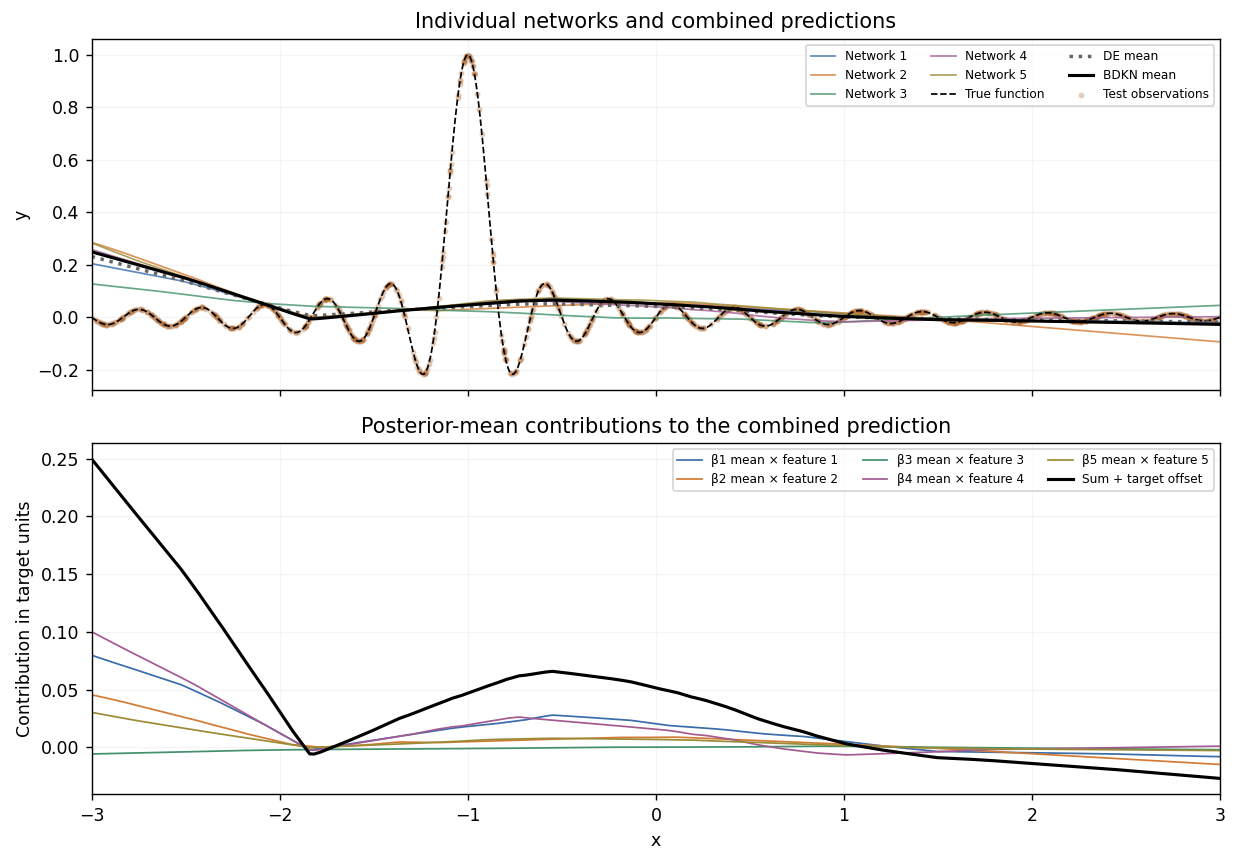 Individual networks and combined predictions
1.0
0.8
0.6
0.4
0.2
0.0
−0.2
y
Network 1
Network 2
Network 3
Network 4
Network 5
True function
DE mean
BDKN mean
Test observations
Posterior-mean contributions to the combined prediction
0.25
0.20
0.15
0.10
0.05
0.00
Contribution in target units
β1 mean × feature 1
β2 mean × feature 2
β3 mean × feature 3
β4 mean × feature 4
β5 mean × feature 5
Sum + target offset
−3
−2
−1
0
1
2
3
x